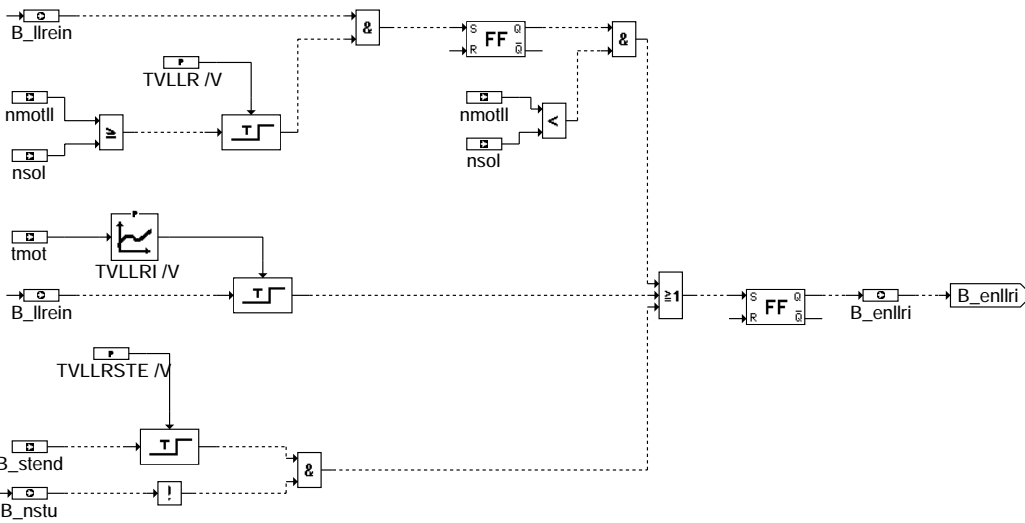 B_llrein
&
S Q
R Q̅
FF
&
P
TVLLR /V
nmotll
≥
T
nsol
nmotll
<
nsol
P
tmot
TVLLRI /V
T
B_llrein
≥1
S Q
R Q̅
FF
B_enllri
B_enllri
P
TVLLRSTE /V
T
B_stend
&
!
B_nstu